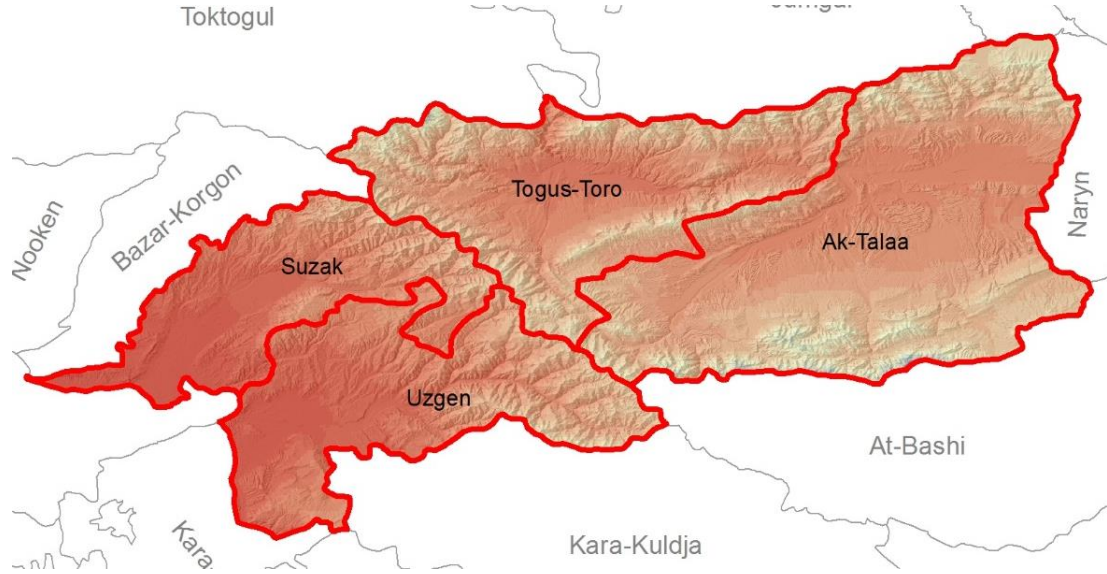 Toktogul
Nooken
Bazar-Korgon
Togus-Toro
Naryn
Suzak
Ak-Talaa
Uzgen
At-Bashi
Kara-Kuldja